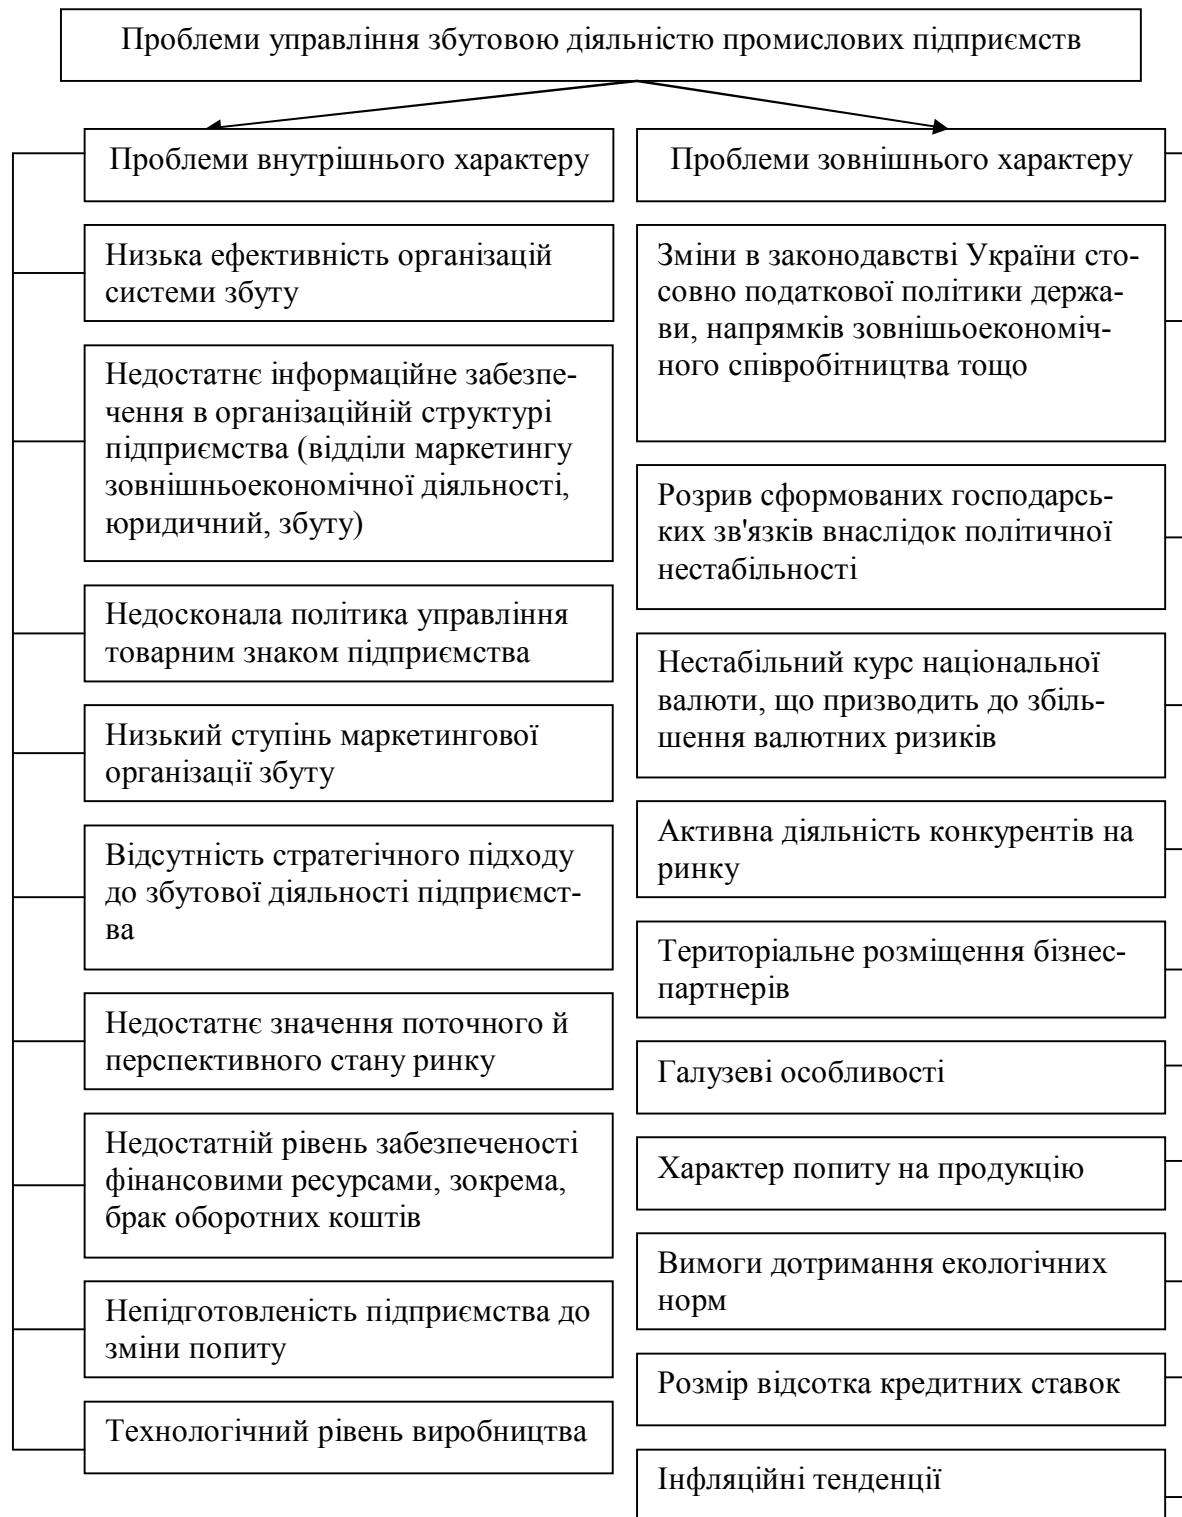 Проблеми управління збутовою діяльністю промислових підприємств
Проблеми внутрішнього характеру
Низька ефективність організацій
системи збуту
Недостатнє інформаційне забезпе-
чення в організаційній структурі
підприємства (відділи маркетингу
зовнішньоекономічної діяльності,
юридичний, збуту)
Недосконала політика управління
товарним знаком підприємства
Низький ступінь маркетингової
організації збуту
Відсутність стратегічного підходу
до збутової діяльності підприємст-
ва
Недостатнє значення поточного й
перспективного стану ринку
Недостатній рівень забезпеченості
фінансовими ресурсами, зокрема,
брак оборотних коштів
Непідготовленість підприємства до
зміни попиту
Технологічний рівень виробництва
Проблеми зовнішнього характеру
Зміни в законодавстві України сто-
совно податкової політики держа-
ви, напрямків зовнішьоекономіч-
ного співробітництва тощо
Розрив сформованих господарсь-
ких зв'язків внаслідок політичної
нестабільності
Нестабільний курс національної
валюти, що призводить до збіль-
шення валютних ризиків
Активна діяльність конкурентів на
ринку
Територіальне розміщення бізнес-
партнерів
Галузеві особливості
Характер попиту на продукцію
Вимоги дотримання екологічних
норм
Розмір відсотка кредитних ставок
Інфляційні тенденції